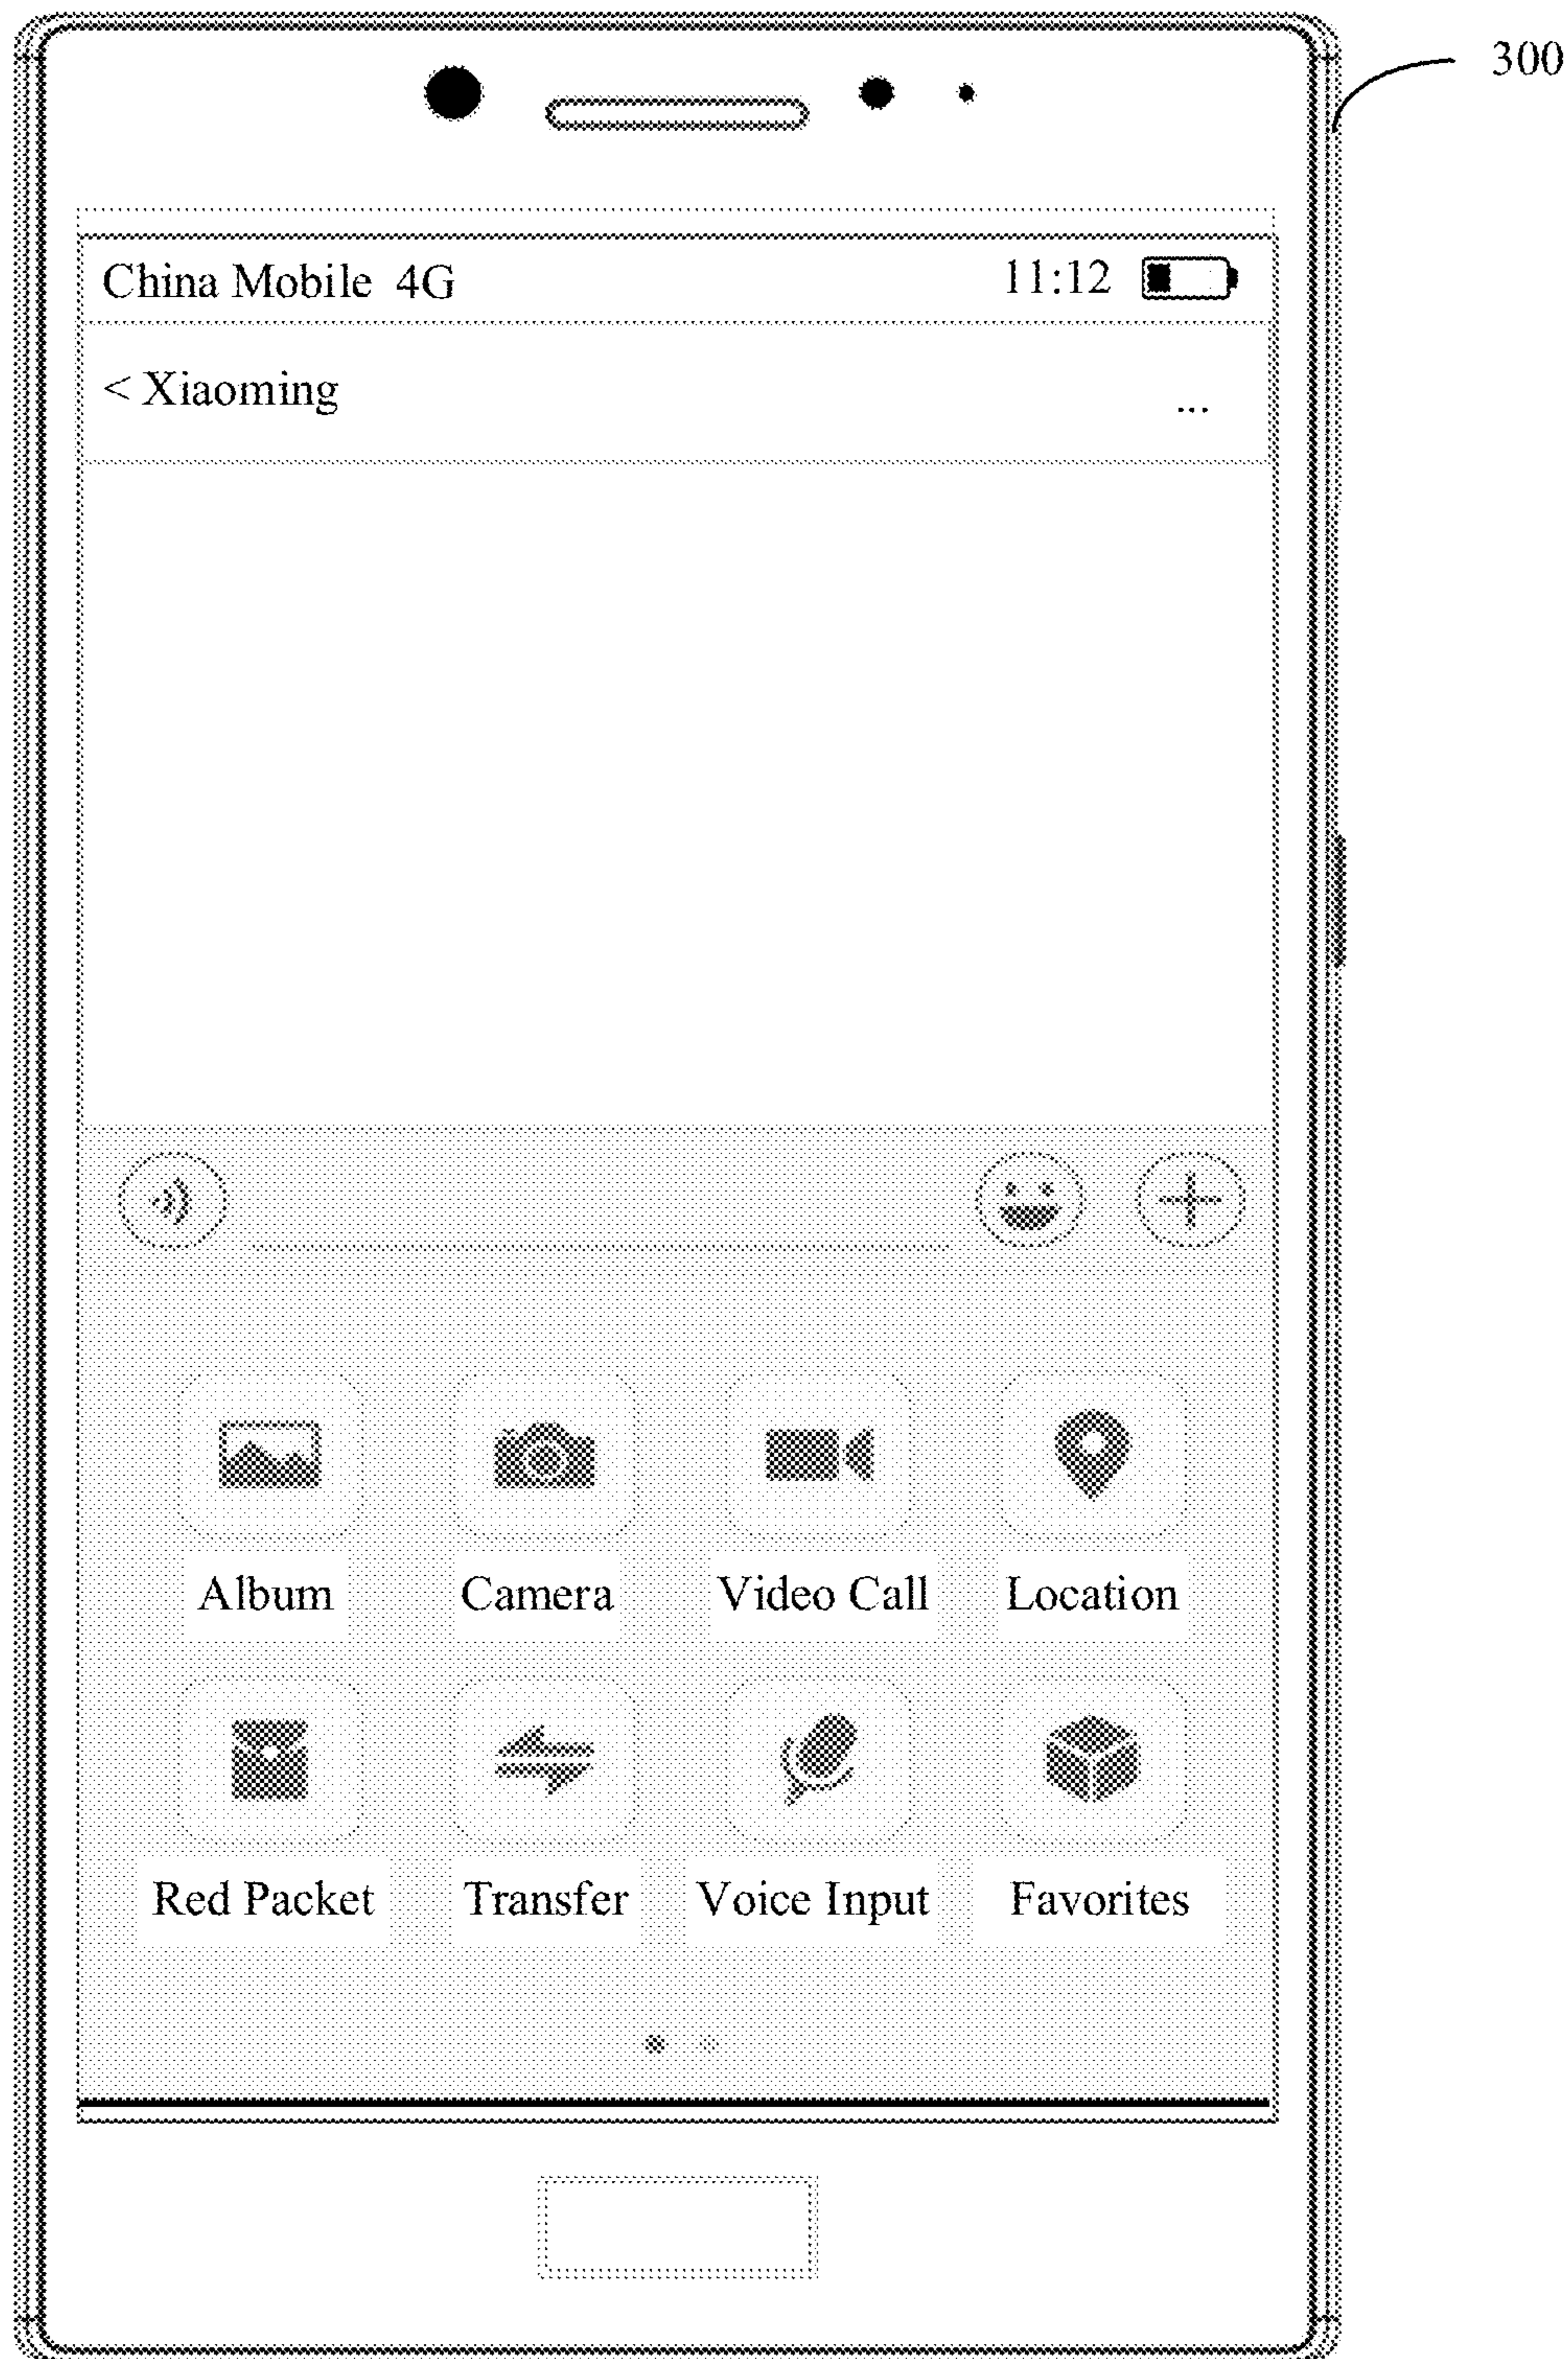 300
China Mobile 4G 11:12
< Xiaoming ...
Album Camera Video Call Location
Red Packet Transfer Voice Input Favorites